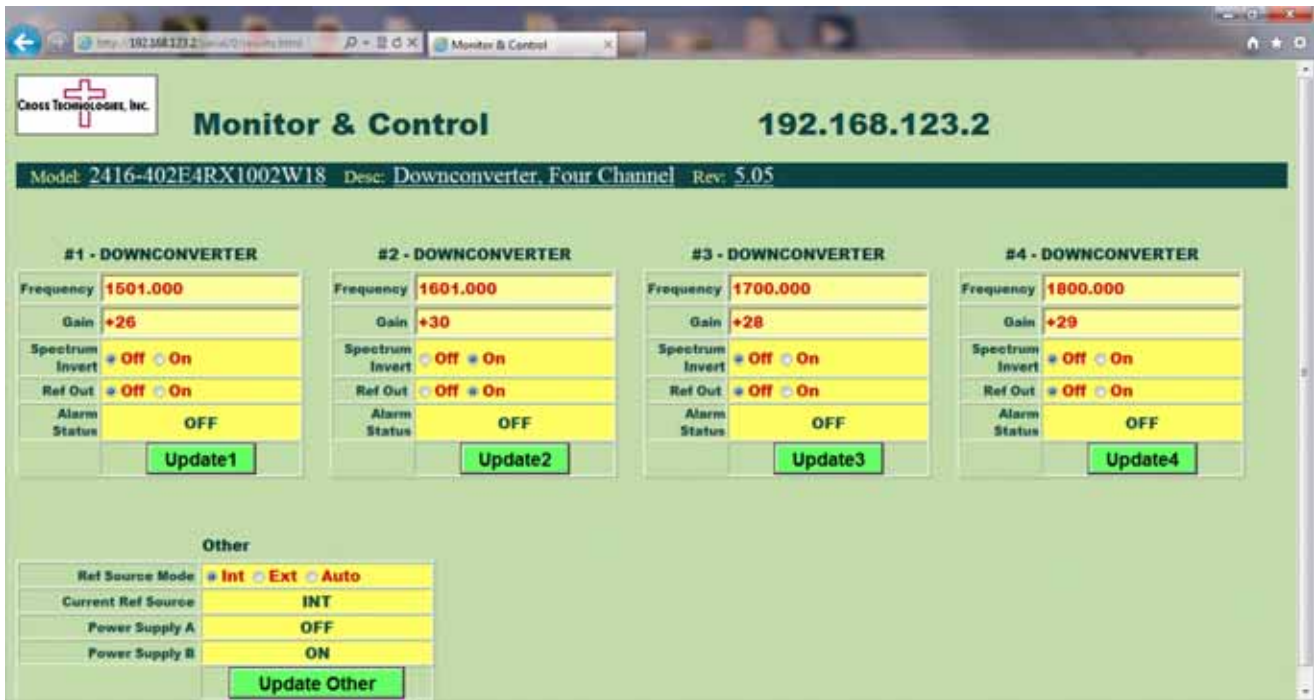 192.168.123.2
Monitor & Control
CROSS TECHNOLOGIES, INC.
Monitor & Control 192.168.123.2
Model: 2416-402E4RX1002W18 Desc: Downconverter, Four Channel Rev: 5.05
#1 - DOWNCONVERTER #2 - DOWNCONVERTER #3 - DOWNCONVERTER #4 - DOWNCONVERTER
Frequency 1501.000 Frequency 1601.000 Frequency 1700.000 Frequency 1800.000
Gain +26 Gain +30 Gain +28 Gain +29
Spectrum Invert Off On Spectrum Invert Off On Spectrum Invert Off On Spectrum Invert Off On
Ref Out Off On Ref Out Off On Ref Out Off On Ref Out Off On
Alarm Status OFF Alarm Status OFF Alarm Status OFF Alarm Status OFF
Update1 Update2 Update3 Update4
Other
Ref Source Mode Int Ext Auto
Current Ref Source INT
Power Supply A OFF
Power Supply B ON
Update Other